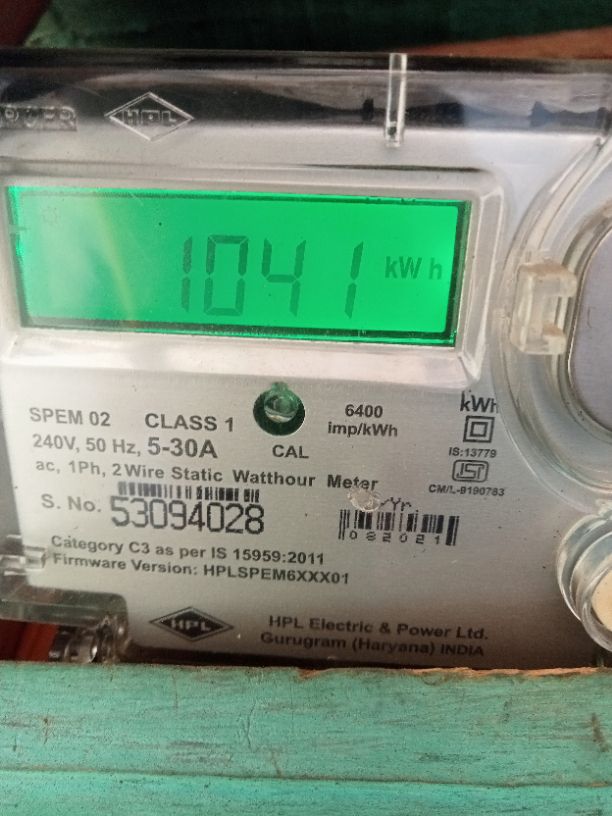 HPL
1041 kWh
SPEM 02 CLASS 1
6400
imp/kWh
kWh
240V, 50 Hz, 5-30A
CAL
IS:13779
ac, 1Ph, 2 Wire Static Watthour Meter
CM/L-9190783
S. No. 53094028
/Yr.
082021
Category C3 as per IS 15959:2011
Firmware Version: HPLSPEM6XXX01
HPL
HPL Electric & Power Ltd.
Gurugram (Haryana) INDIA